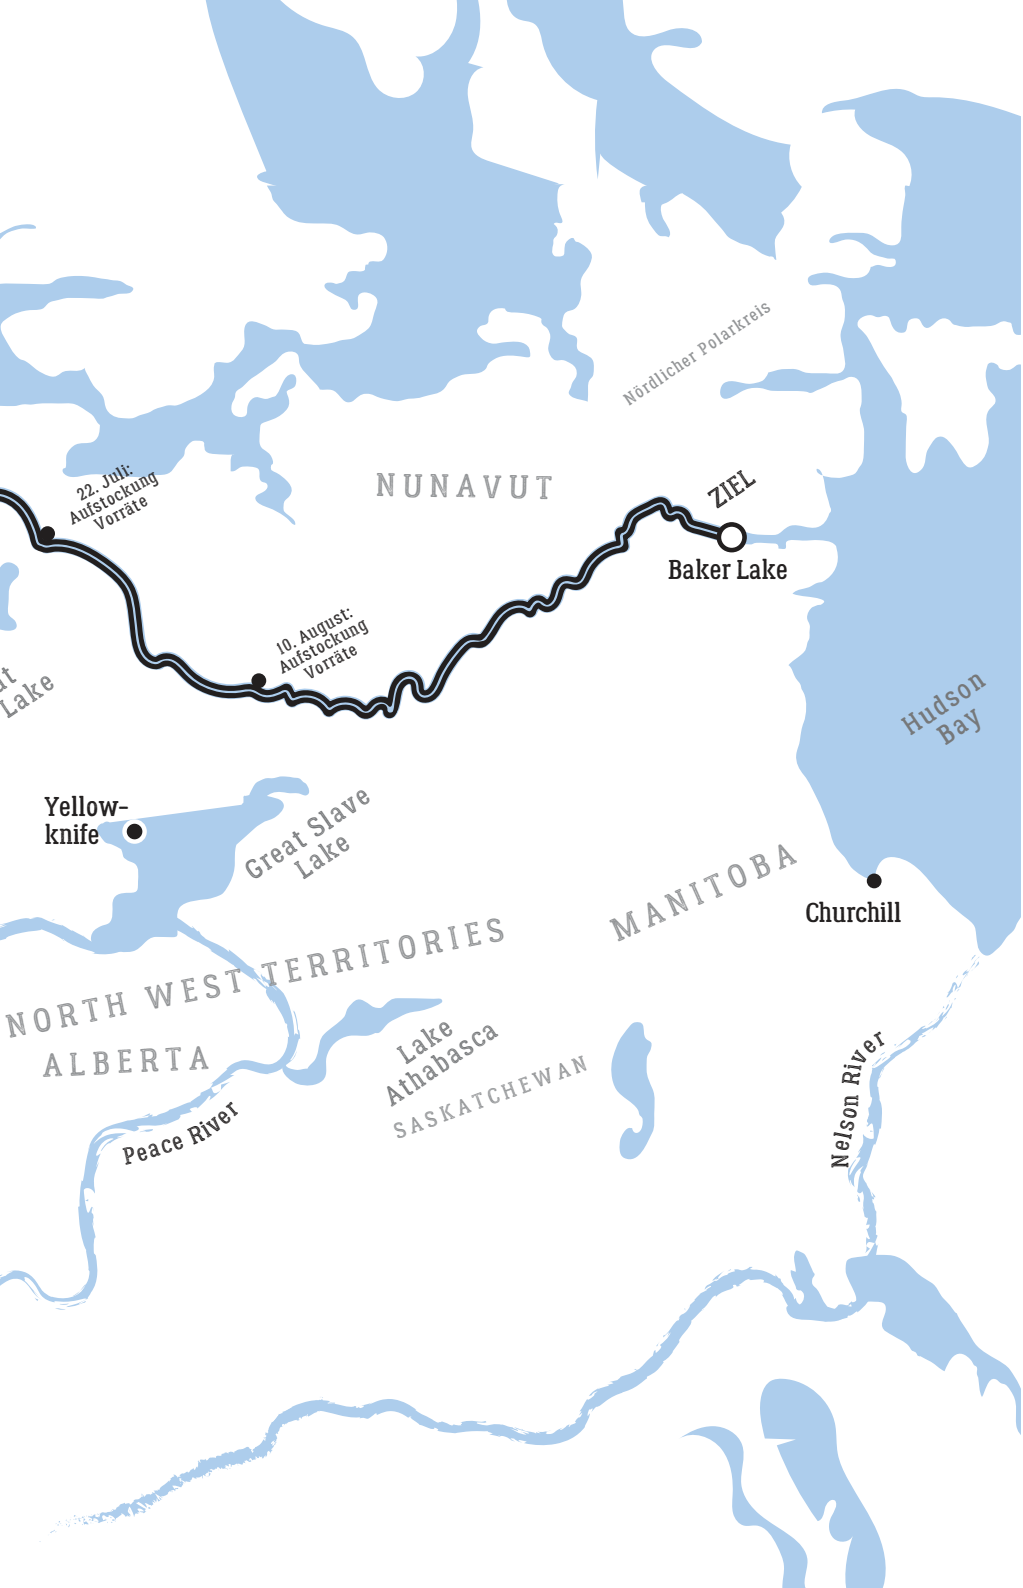 Nördlicher Polarkreis
22. Juli:
Aufstockung
Vorräte
NUNAVUT
ZIEL
Baker Lake
10. August:
Aufstockung
Vorräte
Lake
Hudson
Bay
Yellow-
knife
Great Slave
Lake
MANITOBA
Churchill
NORTH WEST TERRITORIES
ALBERTA
Lake
Athabasca
SASKATCHEWAN
Peace River
Nelson River